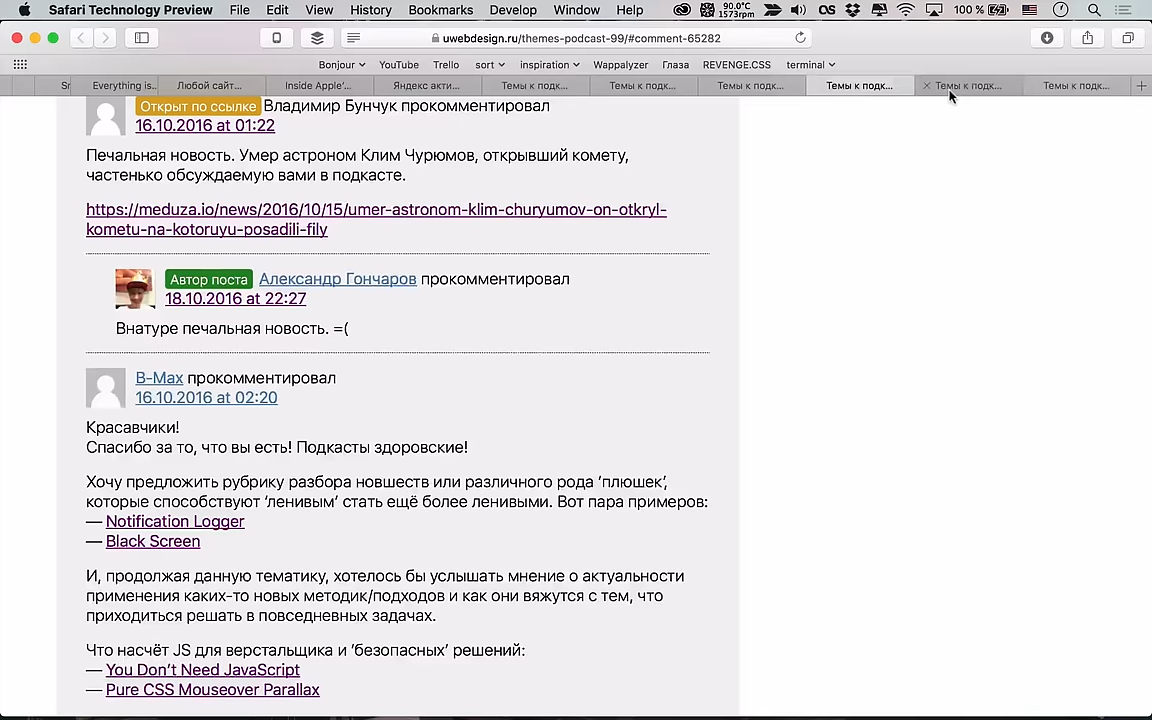 Safari Technology Preview File Edit View History Bookmarks Develop Window Help 90.0°C 1573rpm 100 %
uwebdesign.ru/themes-podcast-99/#comment-65282
Bonjour YouTube Trello sort inspiration Wappalyzer Глаза REVENGE.CSS terminal
Sr Everything is.. Любой сайт... Inside Apple'... Яндекс акти... Темы к подк... Темы к подк... Темы к подк... Темы к подк... Темы к подк... Темы к подк...
Открыт по ссылке Владимир Бунчук прокомментировал
16.10.2016 at 01:22
Печальная новость. Умер астроном Клим Чурюмов, открывший комету,
частенько обсуждаемую вами в подкасте.
https://meduza.io/news/2016/10/15/umer-astronom-klim-churyumov-on-otkryl-
kometu-na-kotoruyu-posadili-fily
Автор поста Александр Гончаров прокомментировал
18.10.2016 at 22:27
Внатуре печальная новость. =(
B-Max прокомментировал
16.10.2016 at 02:20
Красавчики!
Спасибо за то, что вы есть! Подкасты здоровские!
Хочу предложить рубрику разбора новшеств или различного рода ‘плюшек’,
которые способствуют ‘ленивым’ стать ещё более ленивыми. Вот пара примеров:
— Notification Logger
— Black Screen
И, продолжая данную тематику, хотелось бы услышать мнение о актуальности
применения каких-то новых методик/подходов и как они вяжутся с тем, что
приходиться решать в повседневных задачах.
Что насчёт JS для верстальщика и ‘безопасных’ решений:
— You Don’t Need JavaScript
— Pure CSS Mouseover Parallax